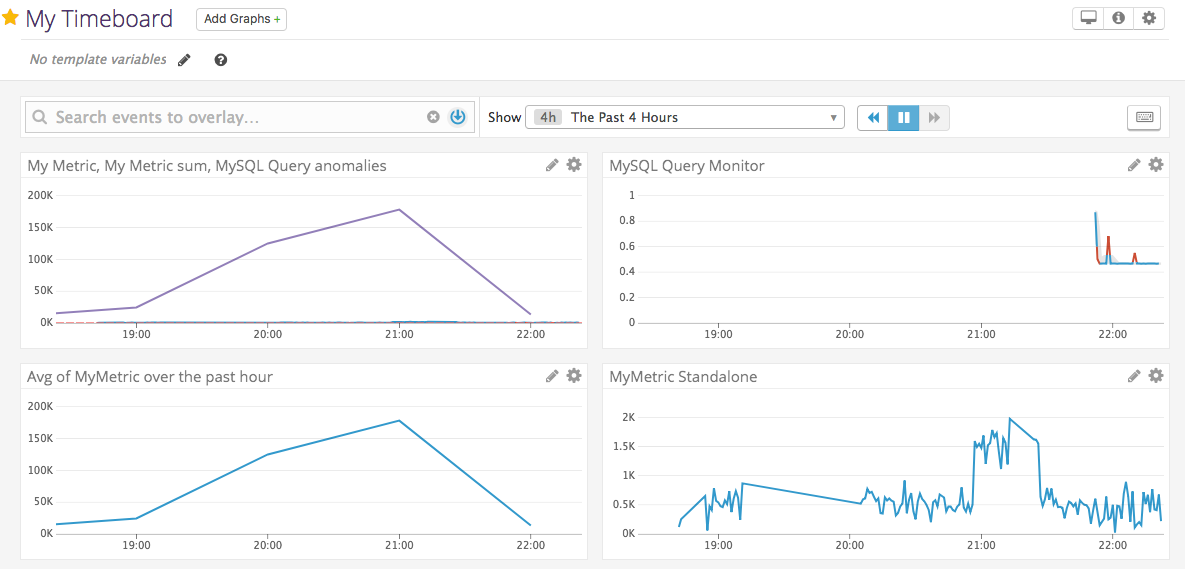 My Timeboard Add Graphs +
No template variables
Search events to overlay... Show 4h The Past 4 Hours
My Metric, My Metric sum, MySQL Query anomalies
200K
150K
100K
50K
0K
19:00 20:00 21:00 22:00
MySQL Query Monitor
1
0.8
0.6
0.4
0.2
0
19:00 20:00 21:00 22:00
Avg of MyMetric over the past hour
200K
150K
100K
50K
0K
19:00 20:00 21:00 22:00
MyMetric Standalone
2K
1.5K
1K
0.5K
0K
19:00 20:00 21:00 22:00